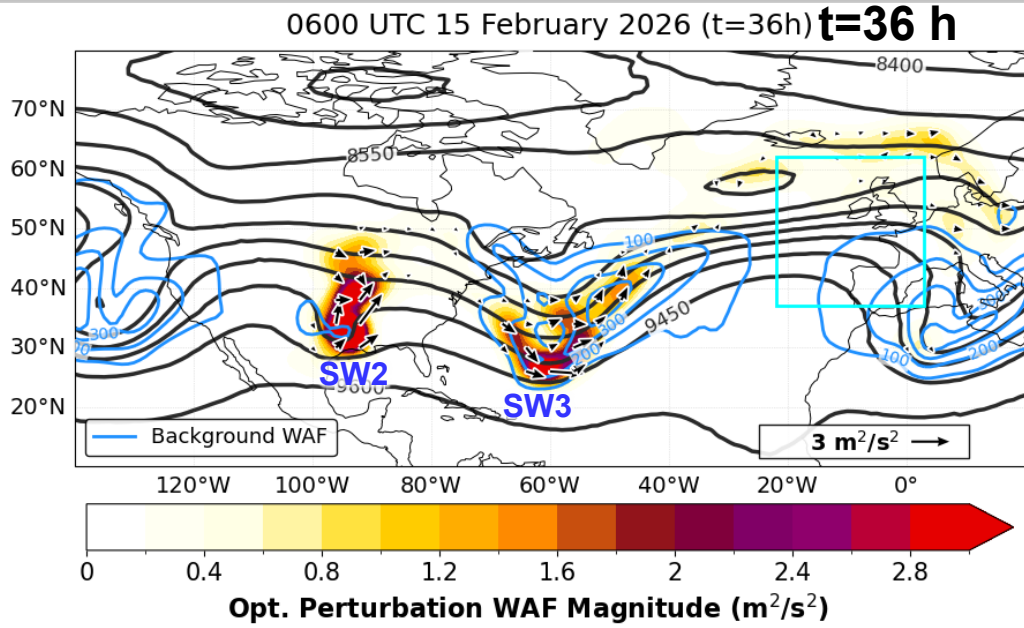 0600 UTC 15 February 2026 (t=36h) t=36 h
8400
70°N
8550
60°N
50°N
100
40°N
300
300
9450
300
30°N
200
200
100
SW2
9600
SW3
20°N
Background WAF
3 m²/s²
120°W 100°W 80°W 60°W 40°W 20°W 0°
0 0.4 0.8 1.2 1.6 2 2.4 2.8
Opt. Perturbation WAF Magnitude (m²/s²)